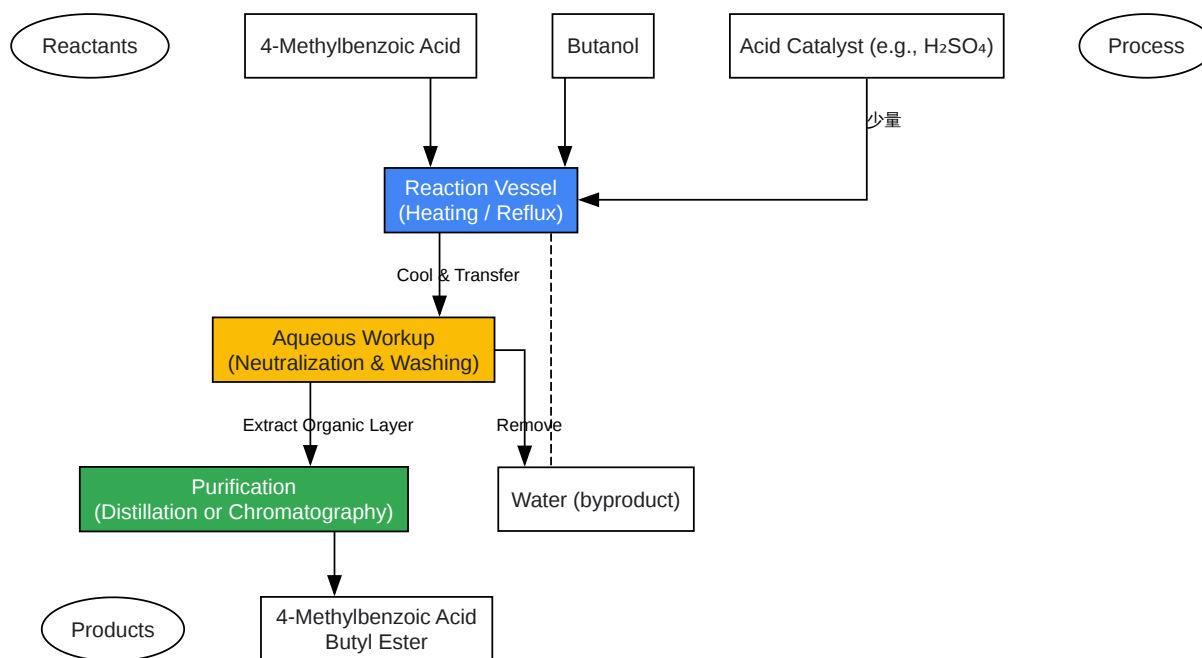 Reactants
4-Methylbenzoic Acid
Butanol
Acid Catalyst (e.g., H₂SO₄)
Process
少量
Reaction Vessel
(Heating / Reflux)
Cool & Transfer
Aqueous Workup
(Neutralization & Washing)
Extract Organic Layer
Remove
Purification
(Distillation or Chromatography)
Water (byproduct)
Products
4-Methylbenzoic Acid
Butyl Ester